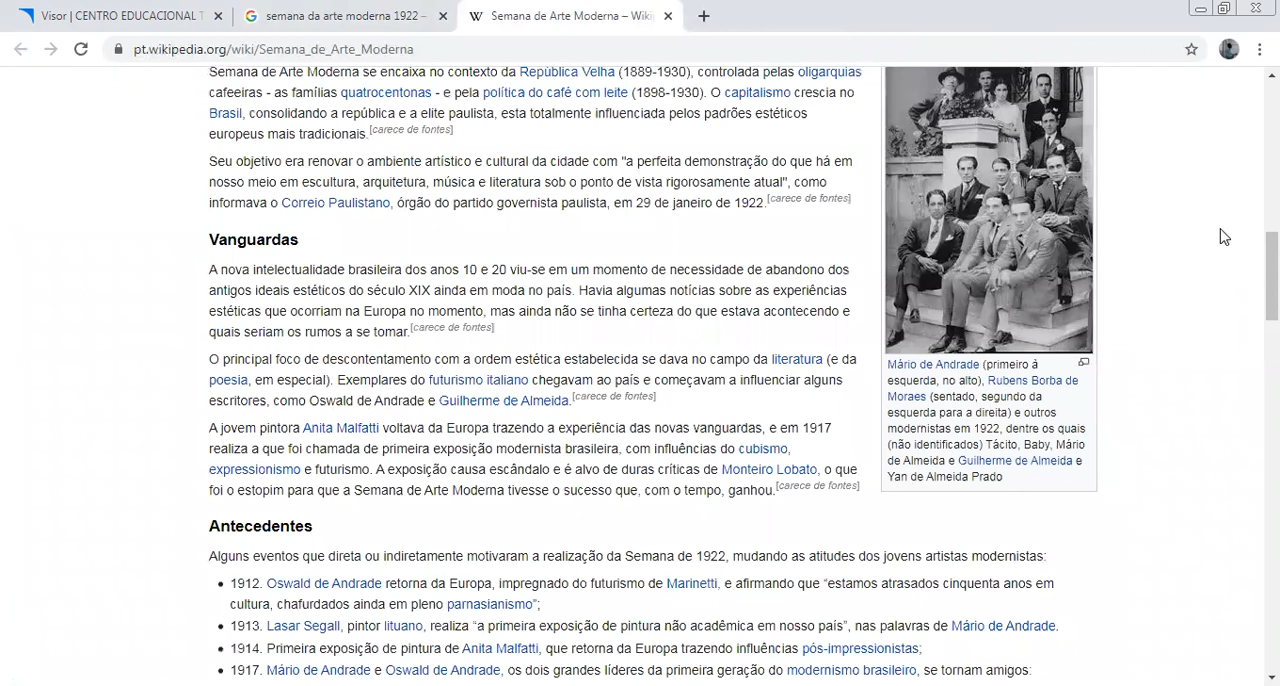 Visor | CENTRO EDUCACIONAL T
semana da arte moderna 1922 –
Semana de Arte Moderna – Wiki
pt.wikipedia.org/wiki/Semana_de_Arte_Moderna
Semana de Arte Moderna se encaixa no contexto da República Velha (1889-1930), controlada pelas oligarquias
cafeeiras - as famílias quatrocentonas - e pela política do café com leite (1898-1930). O capitalismo crescia no
Brasil, consolidando a república e a elite paulista, esta totalmente influenciada pelos padrões estéticos
europeus mais tradicionais.[carece de fontes]
Seu objetivo era renovar o ambiente artístico e cultural da cidade com "a perfeita demonstração do que há em
nosso meio em escultura, arquitetura, música e literatura sob o ponto de vista rigorosamente atual", como
informava o Correio Paulistano, órgão do partido governista paulista, em 29 de janeiro de 1922.[carece de fontes]
Vanguardas
A nova intelectualidade brasileira dos anos 10 e 20 viu-se em um momento de necessidade de abandono dos
antigos ideais estéticos do século XIX ainda em moda no país. Havia algumas notícias sobre as experiências
estéticas que ocorriam na Europa no momento, mas ainda não se tinha certeza do que estava acontecendo e
quais seriam os rumos a se tomar.[carece de fontes]
O principal foco de descontentamento com a ordem estética estabelecida se dava no campo da literatura (e da
poesia, em especial). Exemplares do futurismo italiano chegavam ao país e começavam a influenciar alguns
escritores, como Oswald de Andrade e Guilherme de Almeida.[carece de fontes]
A jovem pintora Anita Malfatti voltava da Europa trazendo a experiência das novas vanguardas, e em 1917
realiza a que foi chamada de primeira exposição modernista brasileira, com influências do cubismo,
expressionismo e futurismo. A exposição causa escândalo e é alvo de duras críticas de Monteiro Lobato, o que
foi o estopim para que a Semana de Arte Moderna tivesse o sucesso que, com o tempo, ganhou.[carece de fontes]
Mário de Andrade (primeiro à
esquerda, no alto), Rubens Borba de
Moraes (sentado, segundo da
esquerda para a direita) e outros
modernistas em 1922, dentre os quais
(não identificados) Tácito, Baby, Mário
de Almeida e Guilherme de Almeida e
Yan de Almeida Prado
Antecedentes
Alguns eventos que direta ou indiretamente motivaram a realização da Semana de 1922, mudando as atitudes dos jovens artistas modernistas:
1912. Oswald de Andrade retorna da Europa, impregnado do futurismo de Marinetti, e afirmando que “estamos atrasados cinquenta anos em
cultura, chafurdados ainda em pleno parnasianismo”;
1913. Lasar Segall, pintor lituano, realiza “a primeira exposição de pintura não acadêmica em nosso país”, nas palavras de Mário de Andrade.
1914. Primeira exposição de pintura de Anita Malfatti, que retorna da Europa trazendo influências pós-impressionistas;
1917. Mário de Andrade e Oswald de Andrade, os dois grandes líderes da primeira geração do modernismo brasileiro, se tornam amigos: